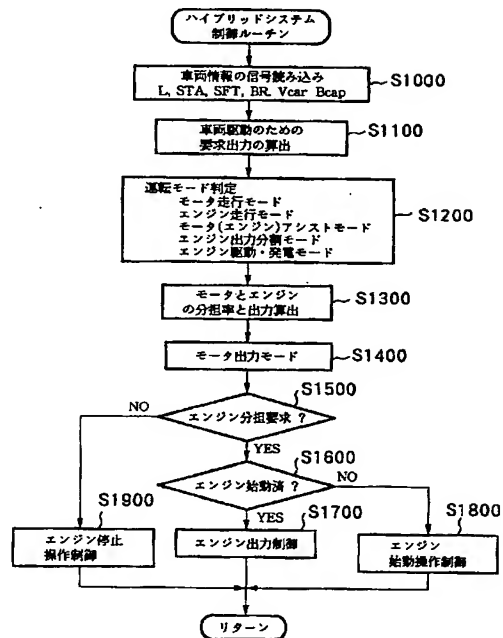 ハイブリッドシステム
制御ルーチン
車両情報の信号読み込み
L, STA, SFT, BR, Vcar Bcap
S1000
車両駆動のための
要求出力の算出
S1100
運転モード判定
モータ走行モード
エンジン走行モード
モータ(エンジン)アシストモード
エンジン出力分割モード
エンジン駆動・発電モード
S1200
モータとエンジン
の分担率と出力算出
S1300
モータ出力モード
S1400
S1500
エンジン分担要求 ?
NO
YES
S1600
エンジン始動済 ?
NO
YES
S1900
エンジン停止
操作制御
S1700
エンジン出力制御
S1800
エンジン
始動操作制御
リターン